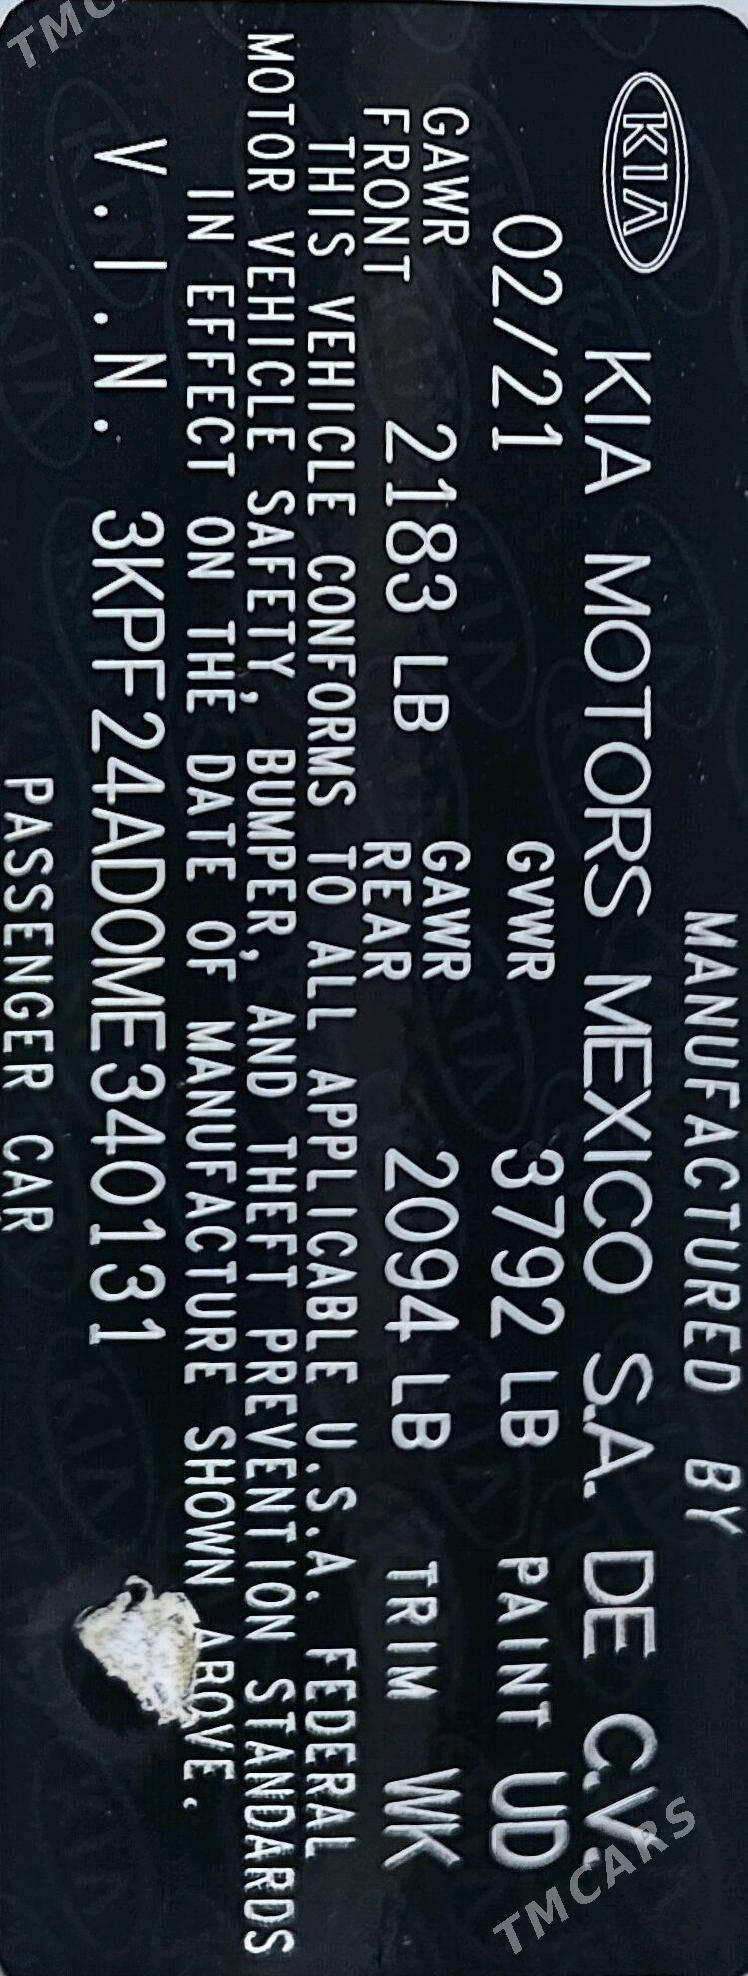 MANUFACTURED BY
KIA KIA MOTORS MEXICO S.A. DE C.V.
02/21 GVWR 3792 LB PAINT UD
GAWR FRONT 2183 LB GAWR REAR 2094 LB TRIM WK
THIS VEHICLE CONFORMS TO ALL APPLICABLE U.S.A. FEDERAL
MOTOR VEHICLE SAFETY, BUMPER, AND THEFT PREVENTION STANDARDS
IN EFFECT ON THE DATE OF MANUFACTURE SHOWN ABOVE.
V.I.N. 3KPF24AD0ME340131
PASSENGER CAR
TMC
TMCARS